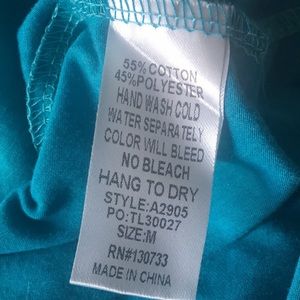 55% COTTON
45%POLYESTER
HAND WASH COLD
WATER SEPARATELY
COLOR WILL BLEED
NO BLEACH
HANG TO DRY
STYLE:A2905
PO:TL30027
SIZE:M
RN#130733
MADE IN CHINA